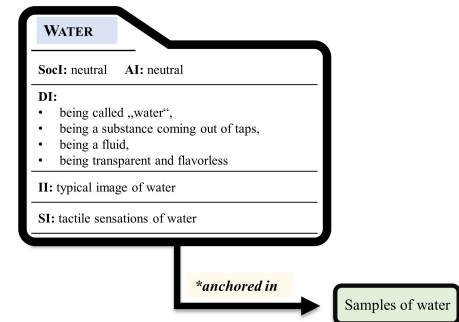 WATER
SocI: neutral AI: neutral
DI:
• being called „water“,
• being a substance coming out of taps,
• being a fluid,
• being transparent and flavorless
II: typical image of water
SI: tactile sensations of water
*anchored in
Samples of water